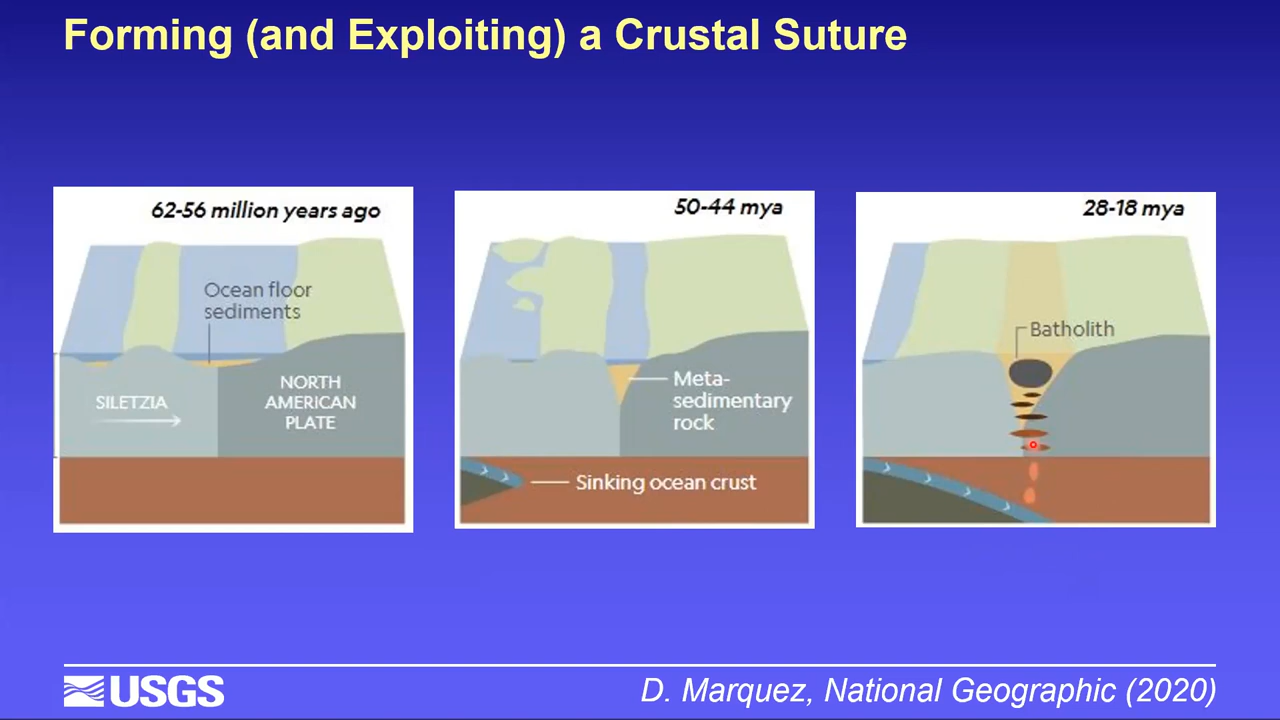 Forming (and Exploiting) a Crustal Suture
62-56 million years ago
Ocean floor
sediments
SILETZIA
NORTH
AMERICAN
PLATE
50-44 mya
Meta-
sedimentary
rock
Sinking ocean crust
28-18 mya
Batholith
USGS
D. Marquez, National Geographic (2020)